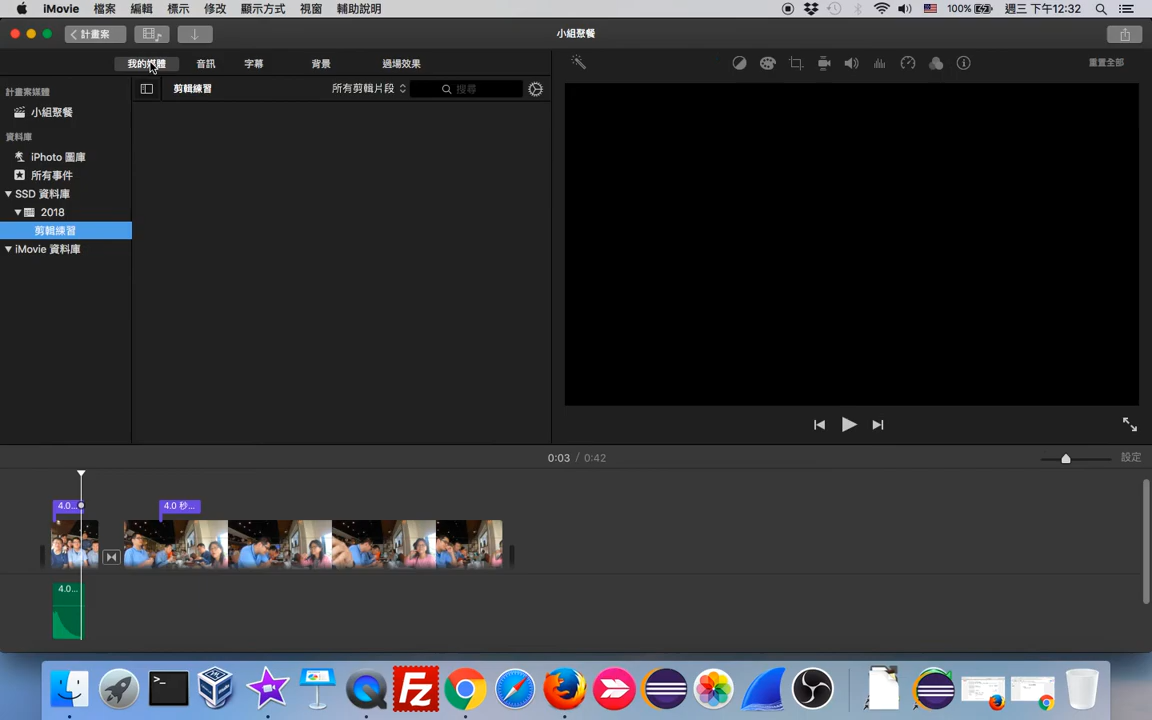 iMovie 檔案 編輯 標示 修改 顯示方式 視窗 輔助說明 100% 週三 下午12:32
計畫案 小組聚餐
我的媒體 音訊 字幕 背景 過場效果 重置全部
計畫案媒體 剪輯練習 所有剪輯片段 搜尋
小組聚餐
資料庫
iPhoto 圖庫
所有事件
SSD 資料庫
2018
剪輯練習
iMovie 資料庫
0:03 / 0:42 設定
4.0... 4.0 秒...
4.0...
>_ Fz